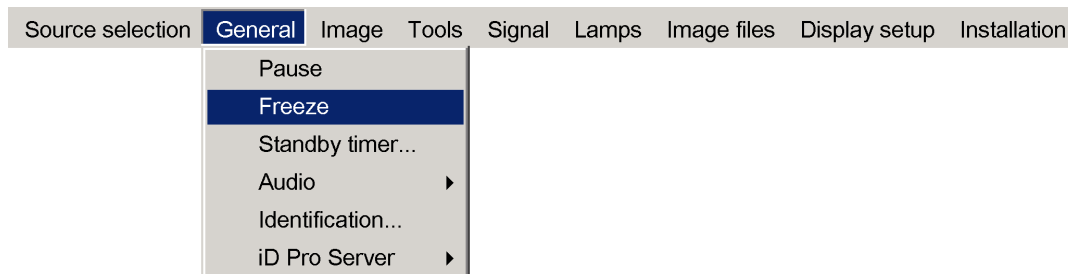 Source selection General Image Tools Signal Lamps Image files Display setup Installation
Pause
Freeze
Standby timer...
Audio
Identification...
iD Pro Server